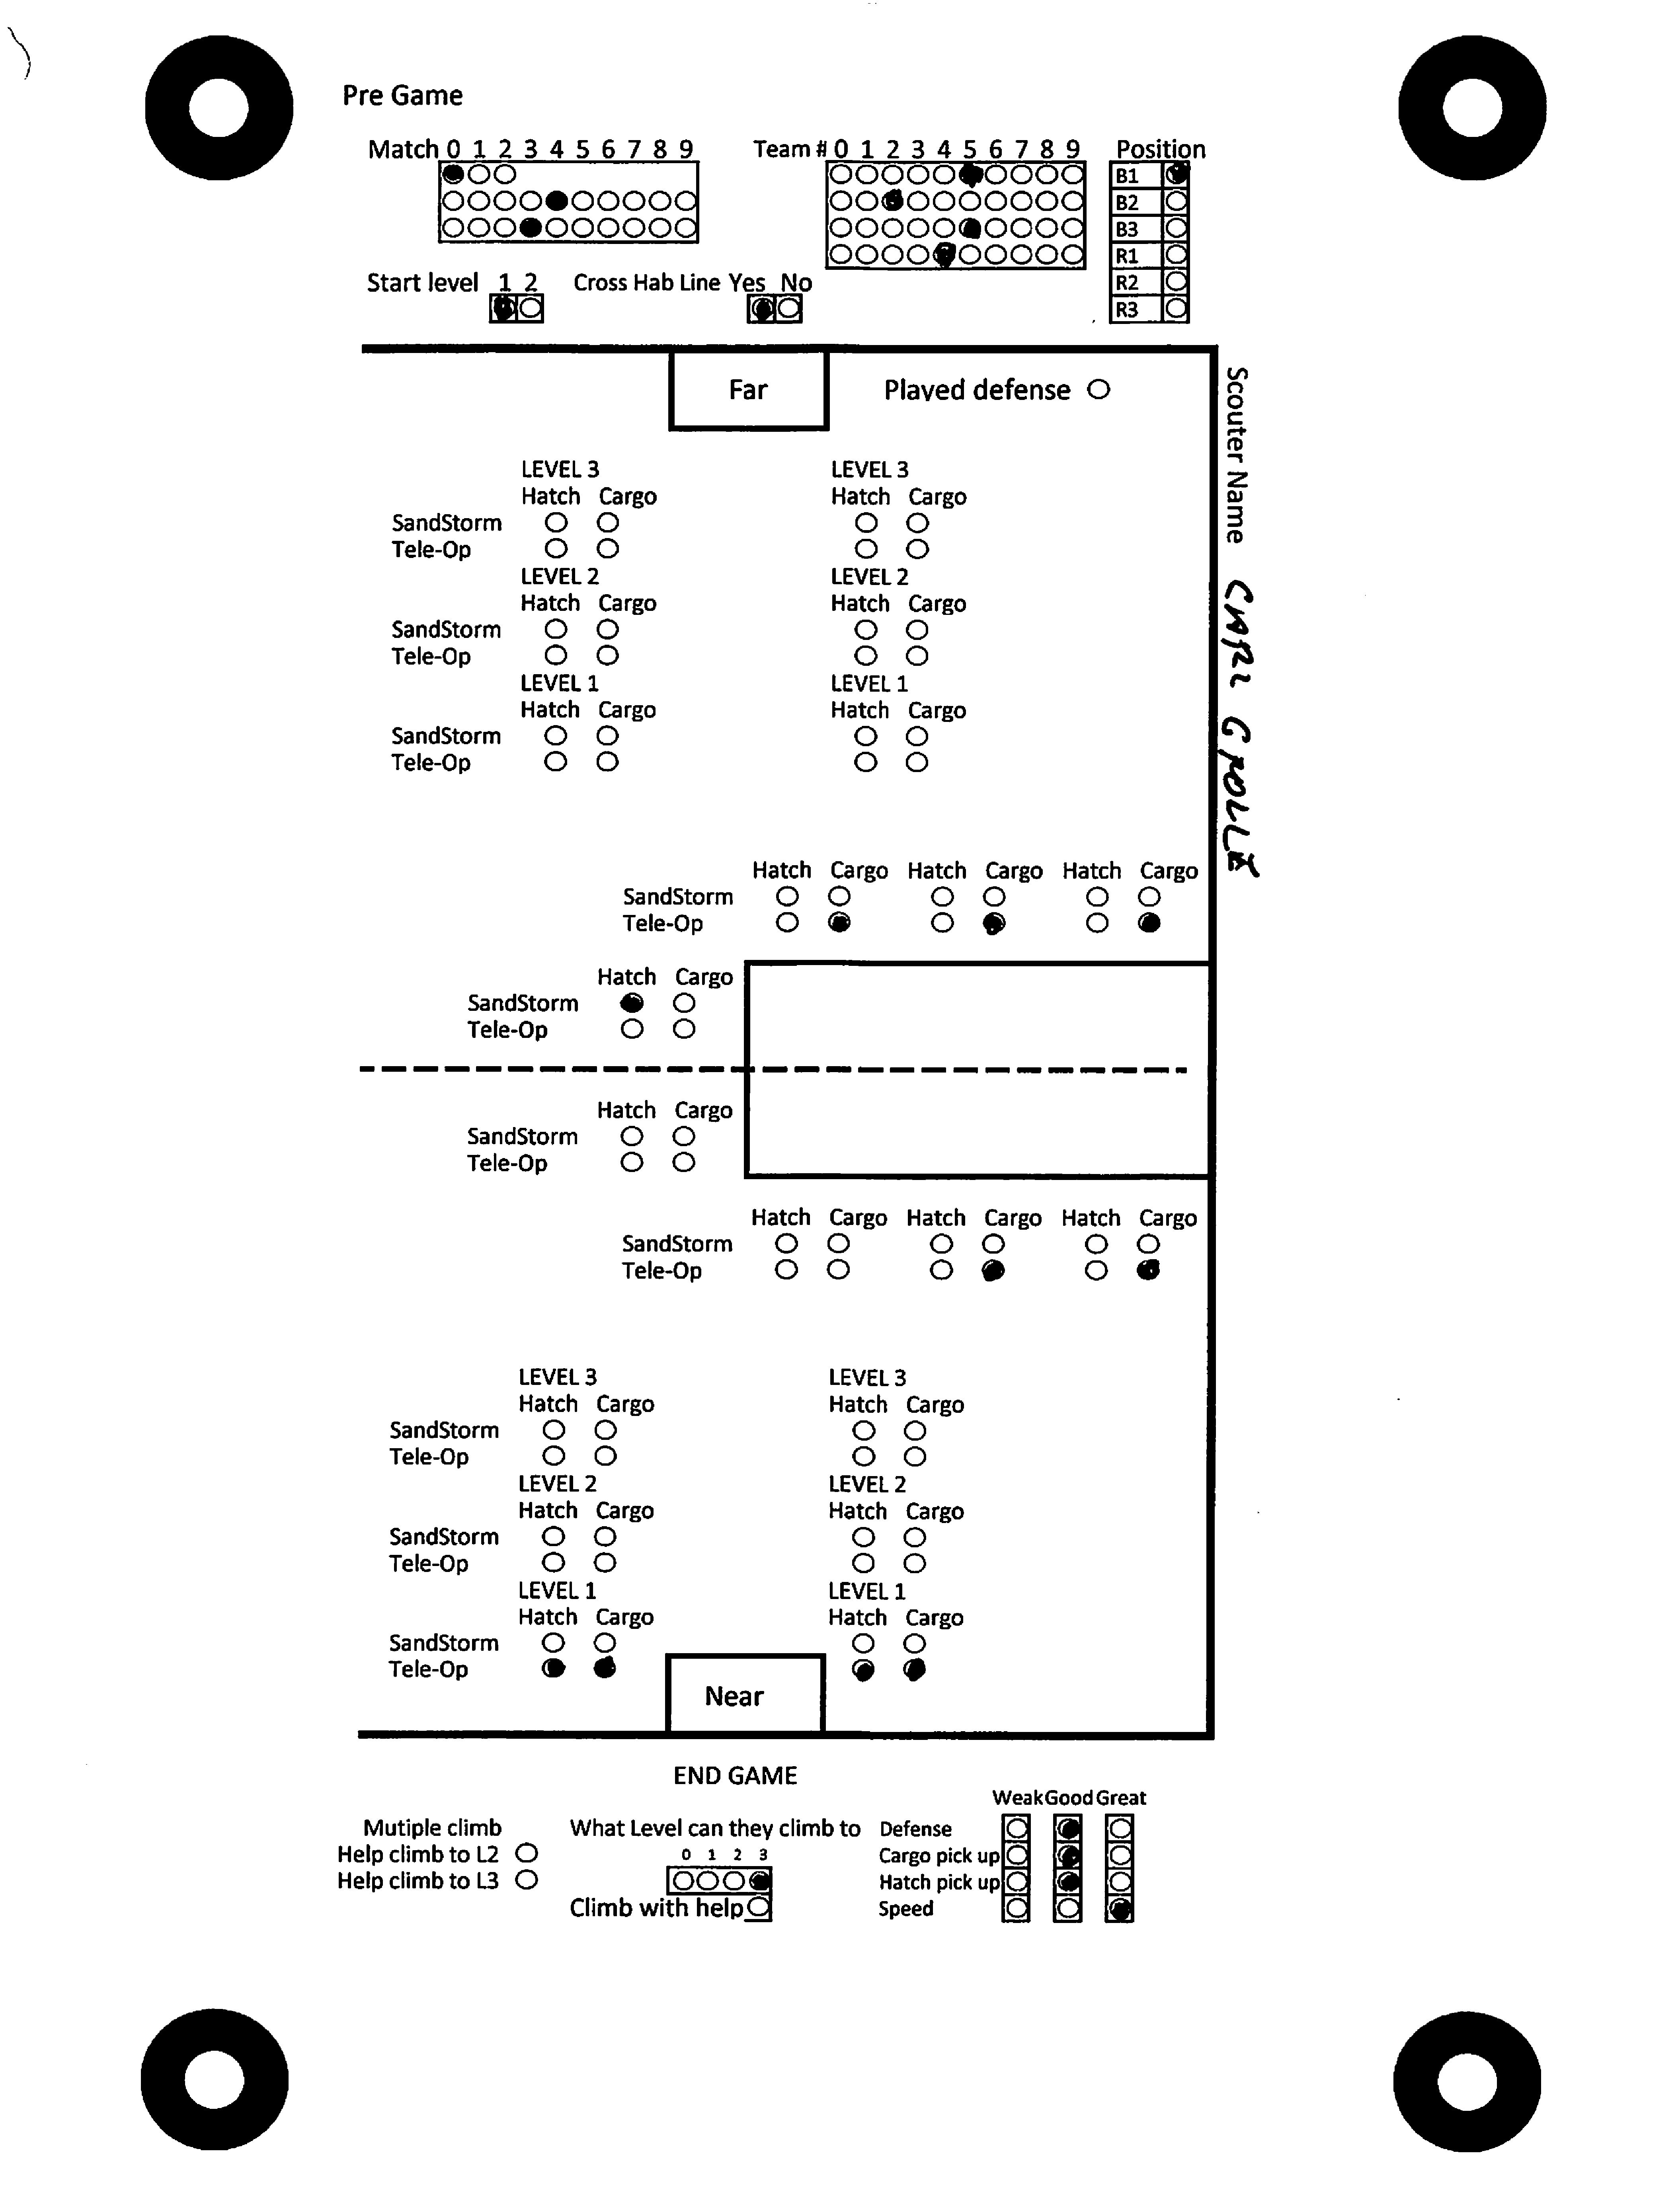 Pre Game
Match 0 1 2 3 4 5 6 7 8 9
Team # 0 1 2 3 4 5 6 7 8 9
Position
B1
B2
B3
R1
R2
R3
Start level 1 2
Cross Hab Line Yes No
Far
Played defense
Scouter Name
LEVEL 3 LEVEL 3
Hatch Cargo Hatch Cargo
SandStorm
Tele-Op
LEVEL 2 LEVEL 2
Hatch Cargo Hatch Cargo
SandStorm
Tele-Op
LEVEL 1 LEVEL 1
Hatch Cargo Hatch Cargo
SandStorm
Tele-Op
Hatch Cargo Hatch Cargo Hatch Cargo
SandStorm
Tele-Op
Hatch Cargo
SandStorm
Tele-Op
Hatch Cargo
SandStorm
Tele-Op
Hatch Cargo Hatch Cargo Hatch Cargo
SandStorm
Tele-Op
LEVEL 3 LEVEL 3
Hatch Cargo Hatch Cargo
SandStorm
Tele-Op
LEVEL 2 LEVEL 2
Hatch Cargo Hatch Cargo
SandStorm
Tele-Op
LEVEL 1 LEVEL 1
Hatch Cargo Hatch Cargo
SandStorm
Tele-Op
Near
END GAME
Mutiple climb
Help climb to L2
Help climb to L3
What Level can they climb to
0 1 2 3
Climb with help
Weak Good Great
Defense
Cargo pick up
Hatch pick up
Speed